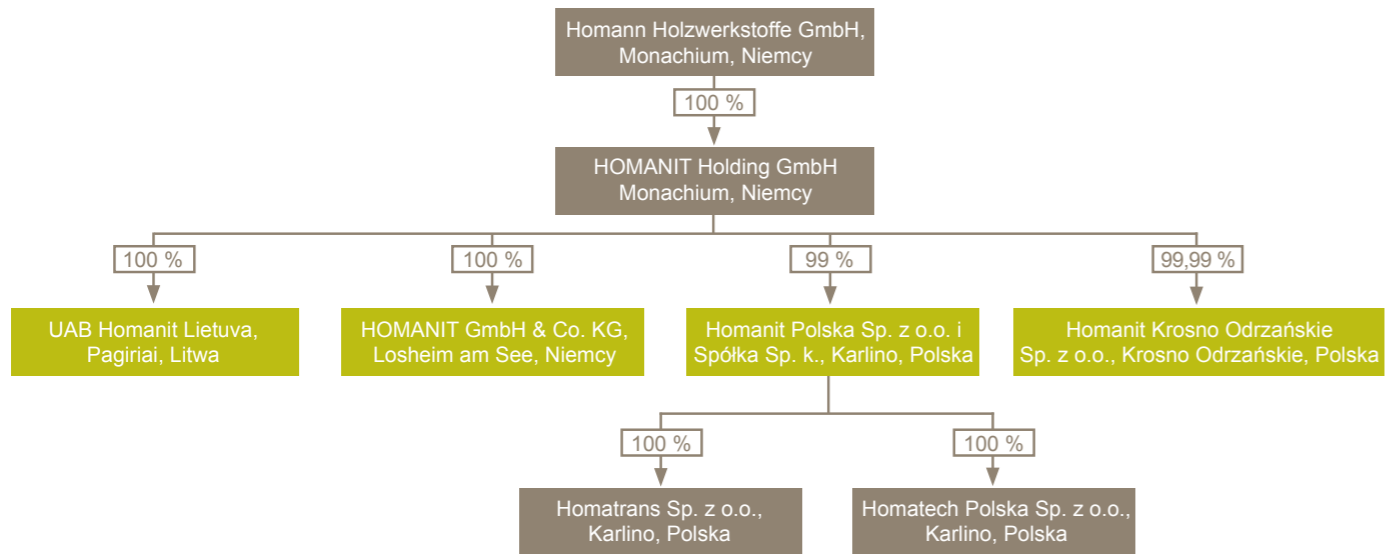 Homann Holzwerkstoffe GmbH,
Monachium, Niemcy
100 %
HOMANIT Holding GmbH
Monachium, Niemcy
100 %
100 %
99 %
99,99 %
UAB Homanit Lietuva,
Pagiriai, Litwa
HOMANIT GmbH & Co. KG,
Losheim am See, Niemcy
Homanit Polska Sp. z o.o. i
Spółka Sp. k., Karlino, Polska
Homanit Krosno Odrzańskie
Sp. z o.o., Krosno Odrzańskie, Polska
100 %
100 %
Homatrans Sp. z o.o.,
Karlino, Polska
Homatech Polska Sp. z o.o.,
Karlino, Polska